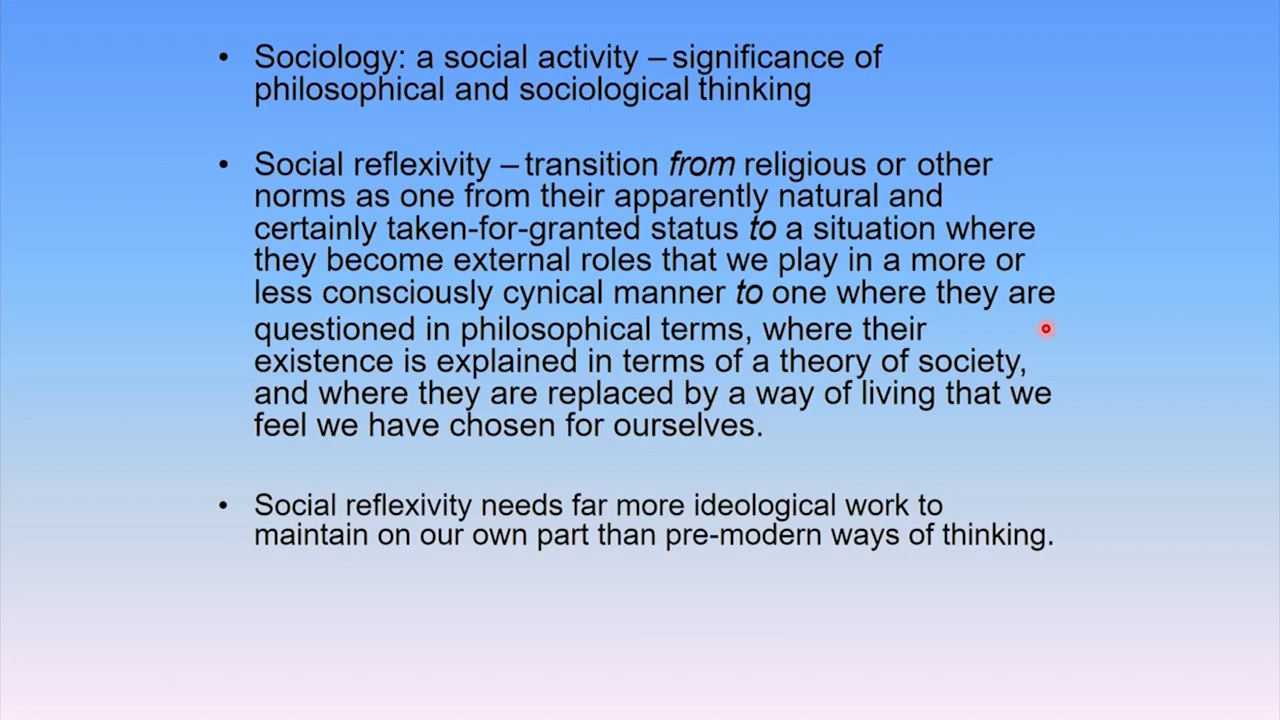 • Sociology: a social activity – significance of
philosophical and sociological thinking
• Social reflexivity – transition from religious or other
norms as one from their apparently natural and
certainly taken-for-granted status to a situation where
they become external roles that we play in a more or
less consciously cynical manner to one where they are
questioned in philosophical terms, where their
existence is explained in terms of a theory of society,
and where they are replaced by a way of living that we
feel we have chosen for ourselves.
• Social reflexivity needs far more ideological work to
maintain on our own part than pre-modern ways of thinking.